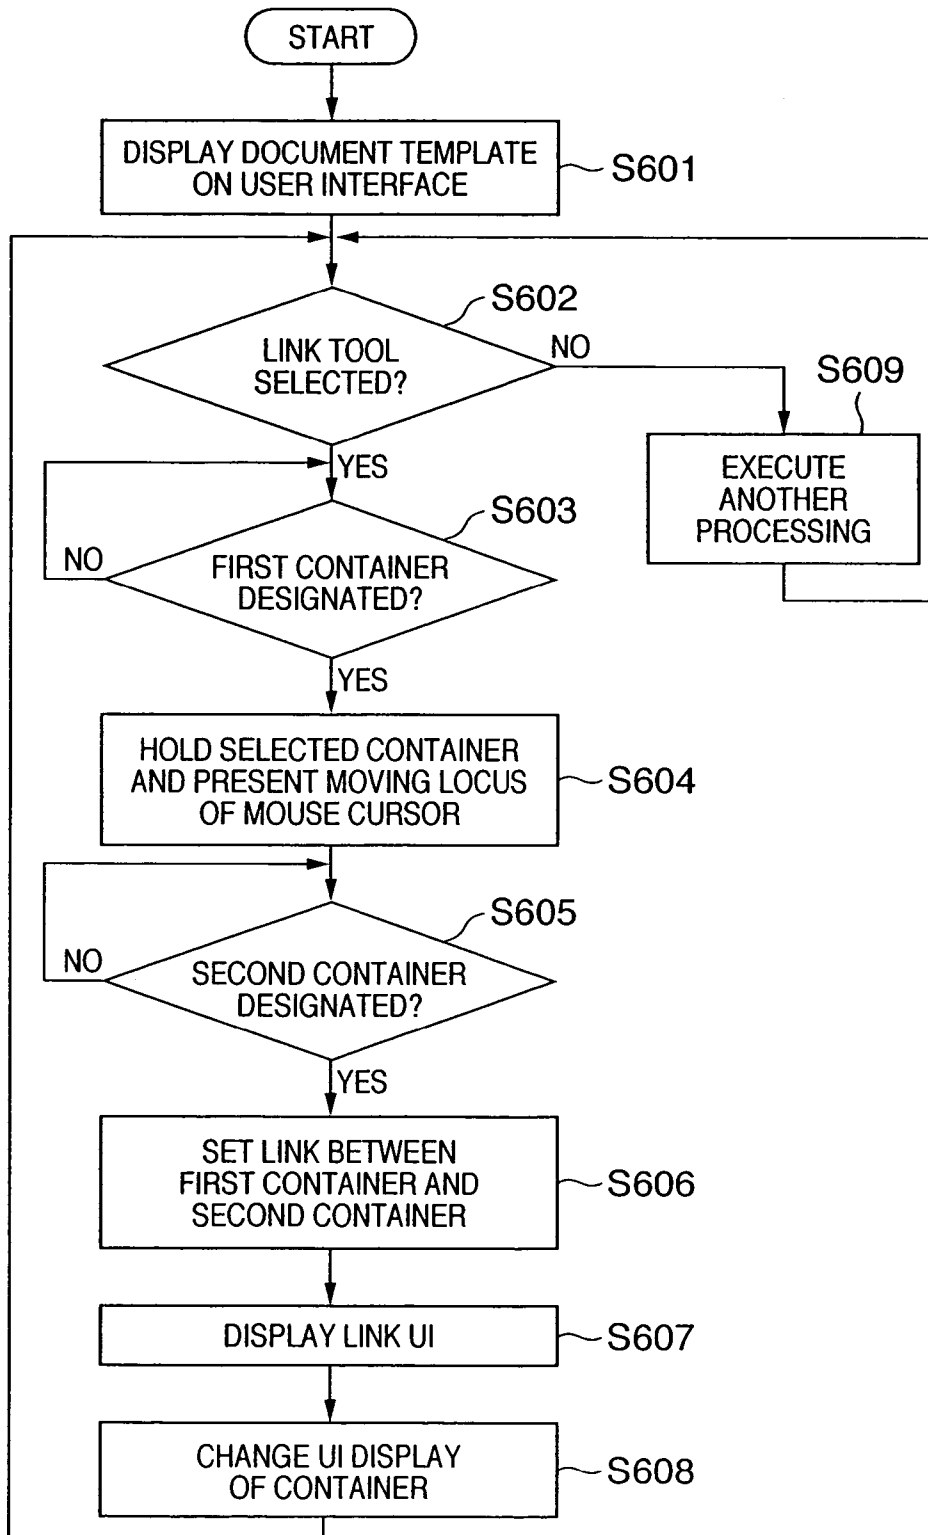 START
DISPLAY DOCUMENT TEMPLATE
ON USER INTERFACE
S601
S602
LINK TOOL
SELECTED?
NO
S609
EXECUTE
ANOTHER
PROCESSING
YES
S603
NO
FIRST CONTAINER
DESIGNATED?
YES
HOLD SELECTED CONTAINER
AND PRESENT MOVING LOCUS
OF MOUSE CURSOR
S604
S605
NO
SECOND CONTAINER
DESIGNATED?
YES
SET LINK BETWEEN
FIRST CONTAINER AND
SECOND CONTAINER
S606
DISPLAY LINK UI
S607
CHANGE UI DISPLAY
OF CONTAINER
S608